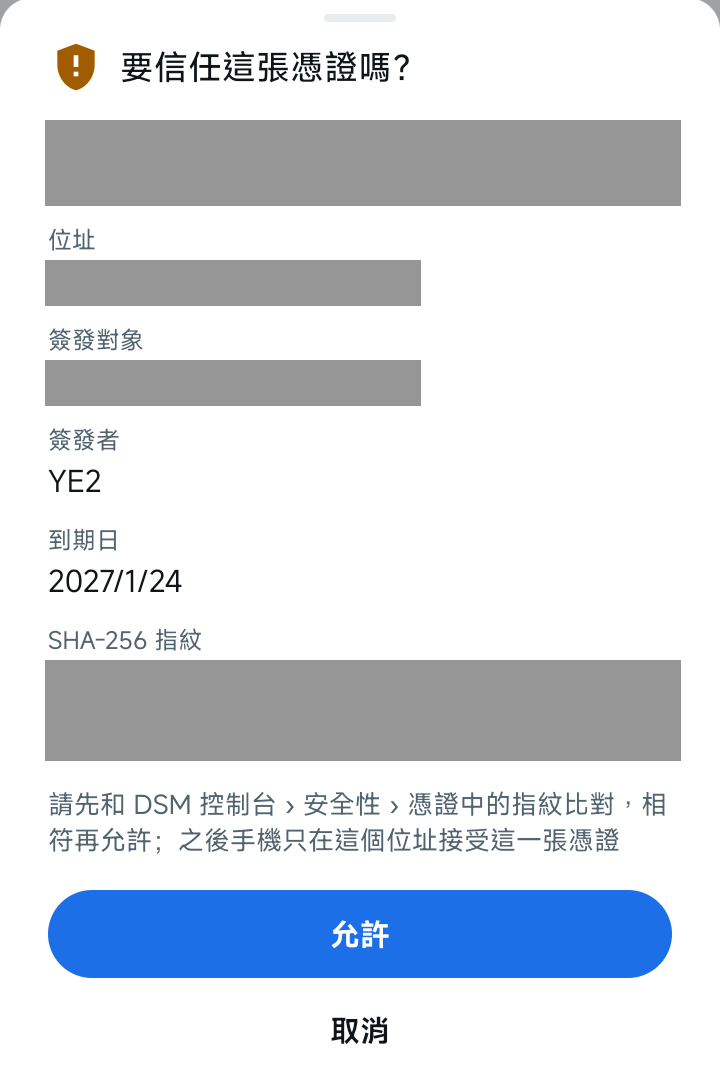 要信任這張憑證嗎？
位址
簽發對象
簽發者
YE2
到期日
2027/1/24
SHA-256 指紋
請先和 DSM 控制台 › 安全性 › 憑證中的指紋比對，相
符再允許；之後手機只在這個位址接受這一張憑證
允許
取消